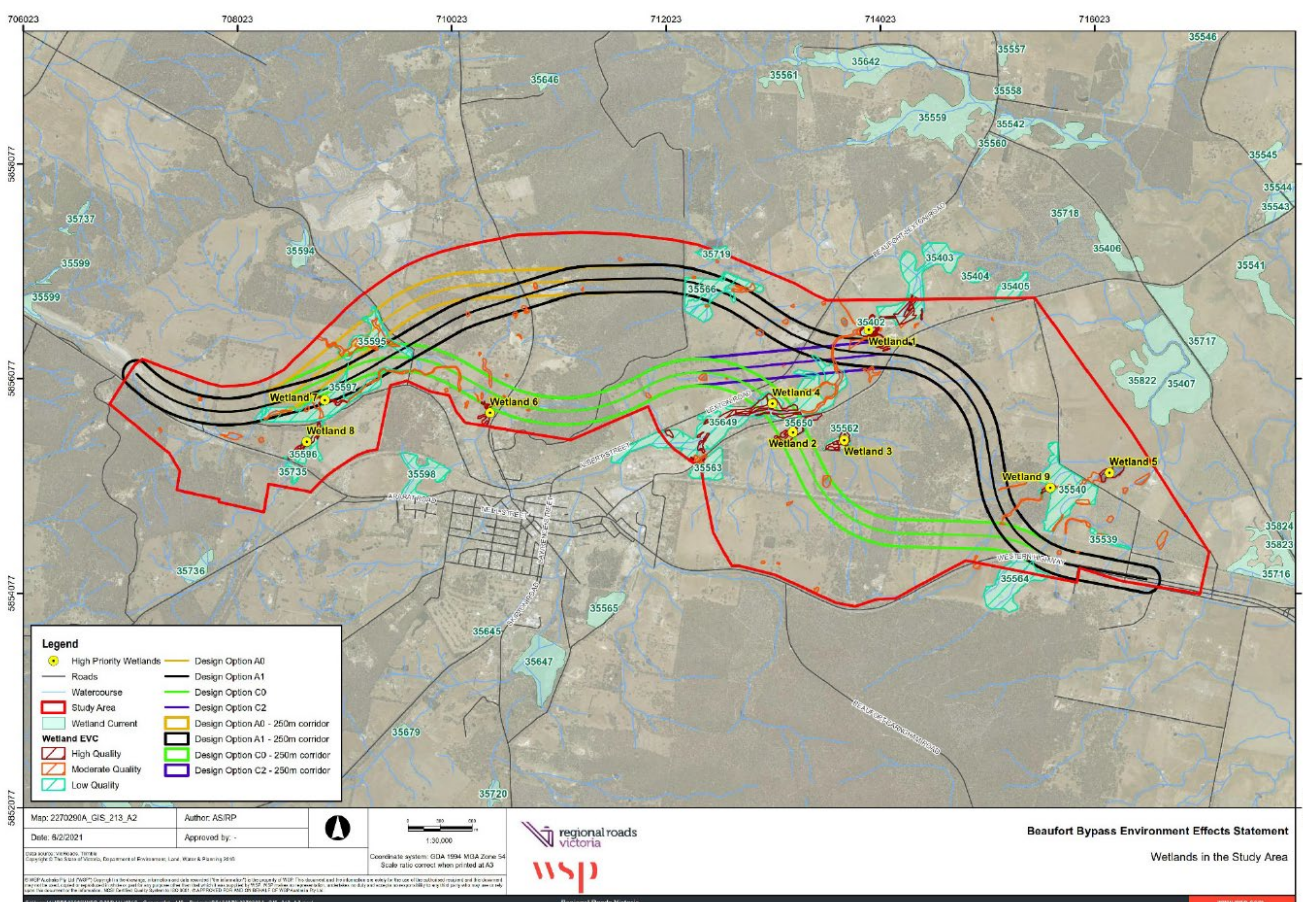 706023 708023 710023 712023 714023 716023
35546
35557
35642
35561
35646
35558
35559
35542
35560
5858077
35545
35544
35543
35737
35718
35594
35406
35719
35403
35599
35541
35404
35405
35599
35566
35402
35595
Wetland 1
35717
5856077
35822
35407
35597
Wetland 7
Wetland 4
Wetland 6
35649
35650
35562
Wetland 8
Wetland 2
Wetland 3
35596
35563
35735
35598
Wetland 5
Wetland 9
35540
35824
35539
35823
WESTERN HIGHWAY
35736
35564
35716
5854077
35565
35645
35647
35679
35720
5852077
Legend
High Priority Wetlands
Roads
Watercourse
Study Area
Wetland Current
Wetland EVC
High Quality
Moderate Quality
Low Quality
Design Option A0
Design Option A1
Design Option C0
Design Option C2
Design Option A0 - 250m corridor
Design Option A1 - 250m corridor
Design Option C0 - 250m corridor
Design Option C2 - 250m corridor
Map: 2270290A_GIS_213_A2
Author: AS/RP
Date: 6/2/2021
Approved by: -
1:30,000
Coordinate system: GDA 1994 MGA Zone 54
Scale ratio correct when printed at A3
regional roads
victoria
wsp
Beaufort Bypass Environment Effects Statement
Wetlands in the Study Area